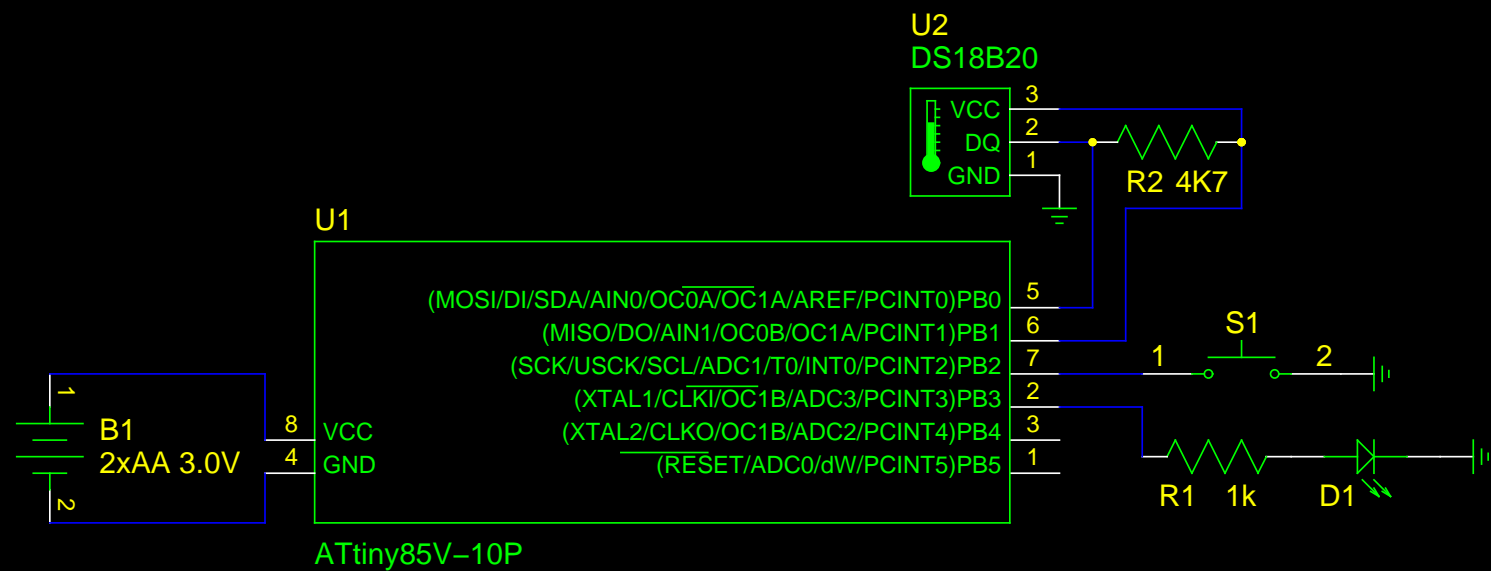 U2
DS18B20
VCC 3
DQ 2
GND 1
R2 4K7
U1
(MOSI/DI/SDA/AIN0/OC0A/OC1A/AREF/PCINT0)PB0 5
(MISO/DO/AIN1/OC0B/OC1A/PCINT1)PB1 6
(SCK/USCK/SCL/ADC1/T0/INT0/PCINT2)PB2 7
(XTAL1/CLKI/OC1B/ADC3/PCINT3)PB3 2
(XTAL2/CLKO/OC1B/ADC2/PCINT4)PB4 3
(RESET/ADC0/dW/PCINT5)PB5 1
S1
1 2
1
B1
2xAA 3.0V
2
8 VCC
4 GND
R1 1k
D1
ATtiny85V−10P